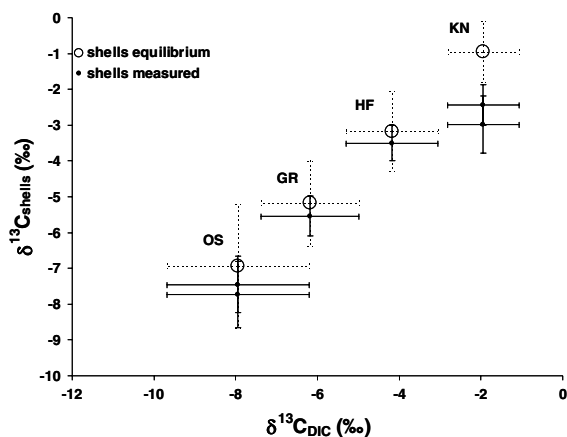 0
-1
-2
-3
-4
-5
-6
-7
-8
-9
-10
δ¹³Cshells (‰)
shells equilibrium
shells measured
KN
HF
GR
OS
-12 -10 -8 -6 -4 -2 0
δ¹³C_DIC (‰)